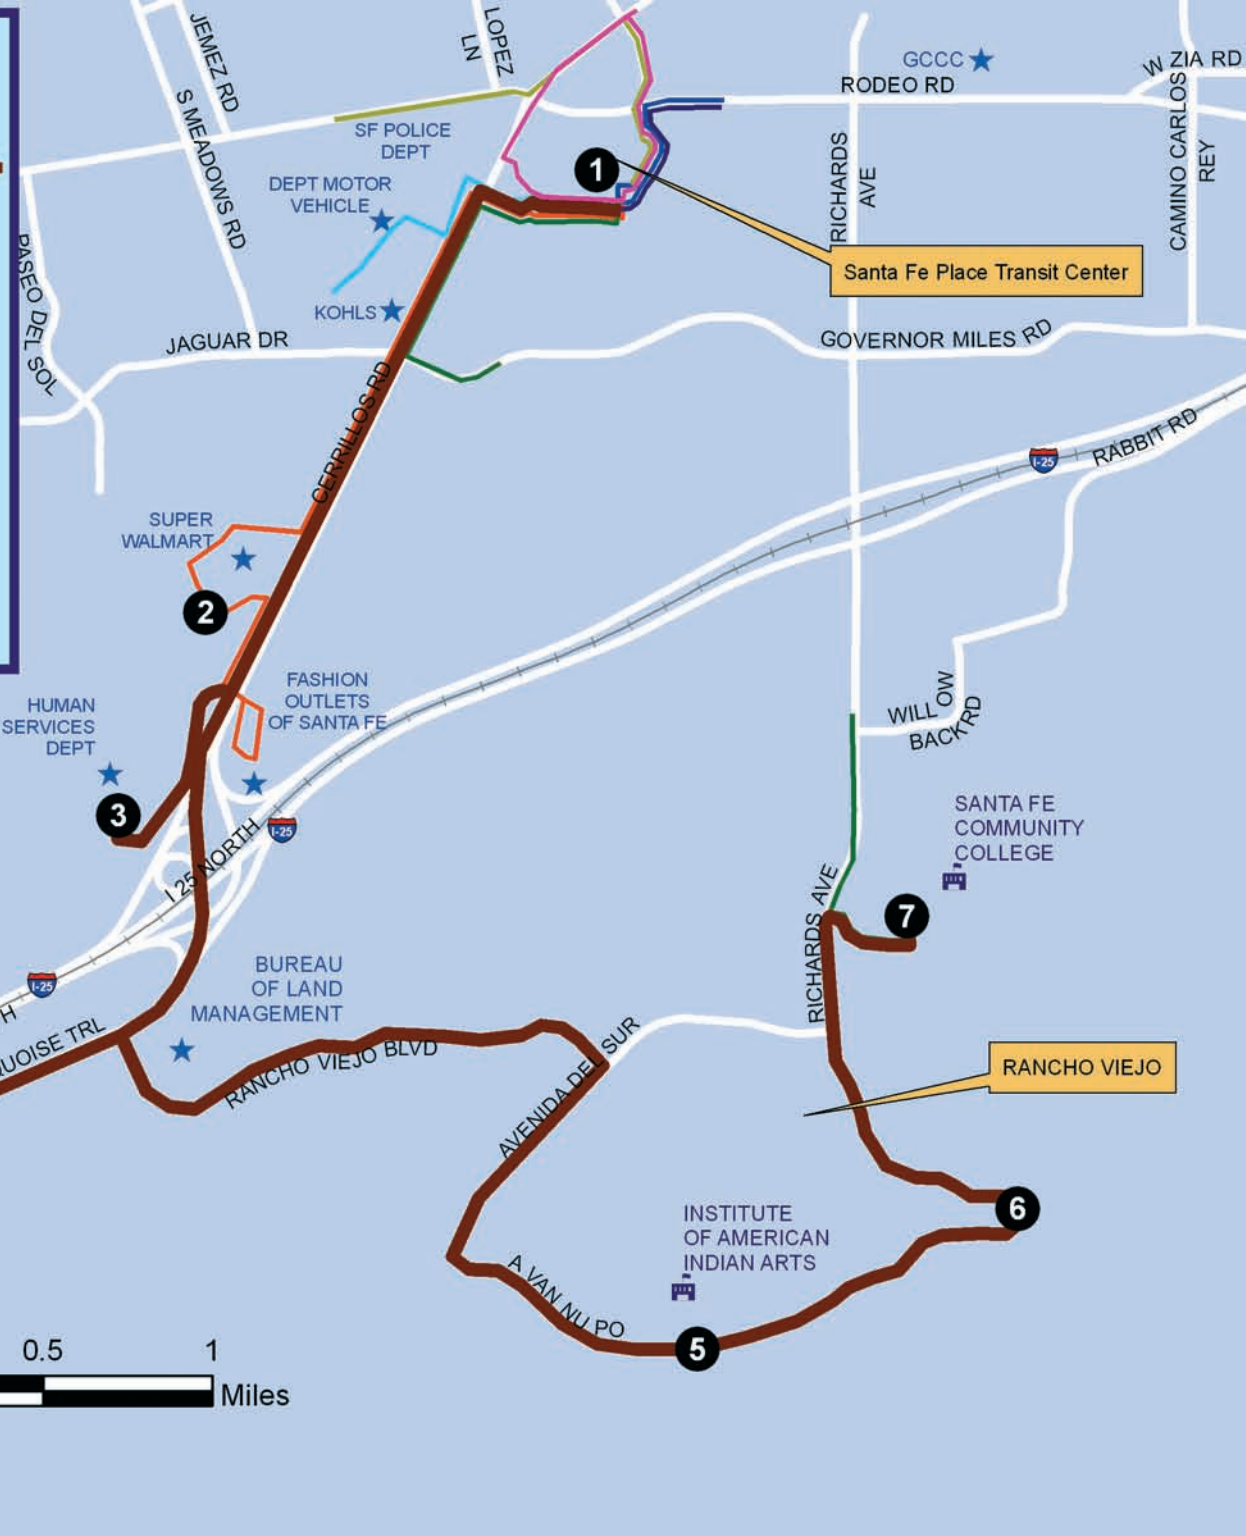 JEMEZ RD
LOPEZ
LN
GCCC
W ZIA RD
RODEO RD
S MEADOWS RD
SF POLICE
DEPT
1
RICHARDS
AVE
CAMINO CARLOS
REY
DEPT MOTOR
VEHICLE
Santa Fe Place Transit Center
PASEO DEL SOL
KOHLS
JAGUAR DR
GOVERNOR MILES RD
CERRILLOS RD
RABBIT RD
I-25
SUPER
WALMART
2
FASHION
OUTLETS
OF SANTA FE
HUMAN
SERVICES
DEPT
WILLOW
BACK RD
3
I-25
I 25 NORTH
SANTA FE
COMMUNITY
COLLEGE
RICHARDS AVE
7
BUREAU
OF LAND
MANAGEMENT
I-25
H
QUOISE TRL
RANCHO VIEJO BLVD
AVENIDA DEL SUR
RANCHO VIEJO
6
INSTITUTE
OF AMERICAN
INDIAN ARTS
A VAN NU PO
5
0.5 1
Miles